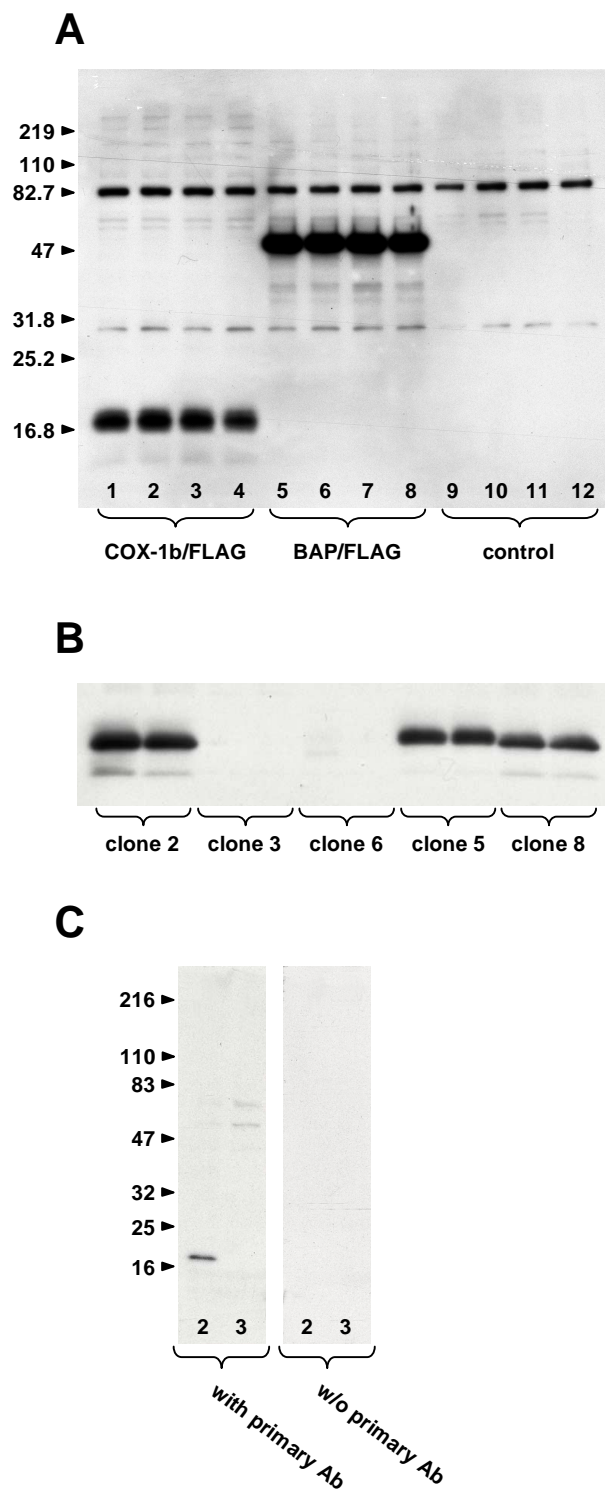 A
219
110
82.7
47
31.8
25.2
16.8
1 2 3 4 5 6 7 8 9 10 11 12
COX-1b/FLAG BAP/FLAG control
B
clone 2 clone 3 clone 6 clone 5 clone 8
C
216
110
83
47
32
25
16
2 3 2 3
with primary Ab
w/o primary Ab